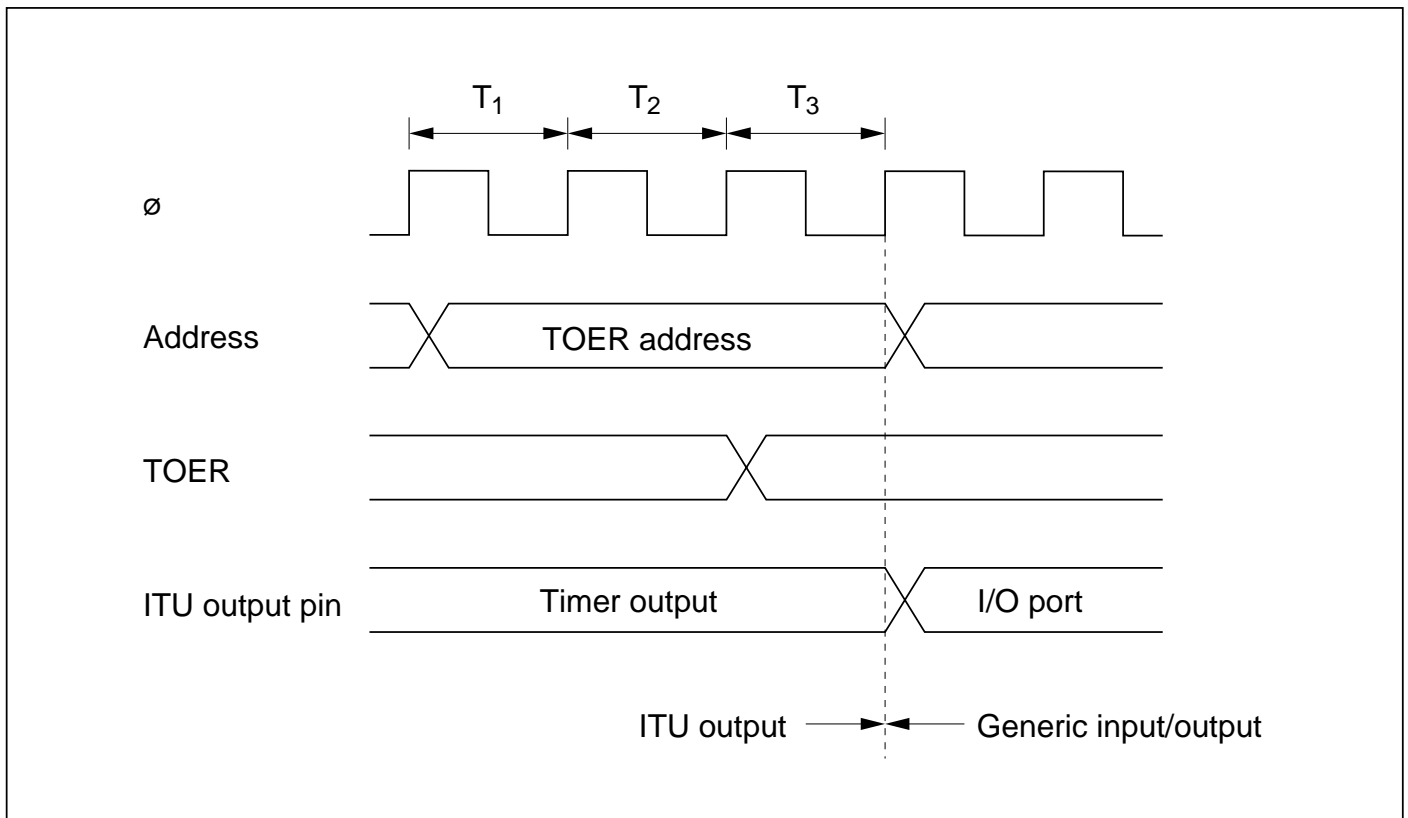 T1 T2 T3
ø
Address TOER address
TOER
ITU output pin Timer output I/O port
ITU output Generic input/output